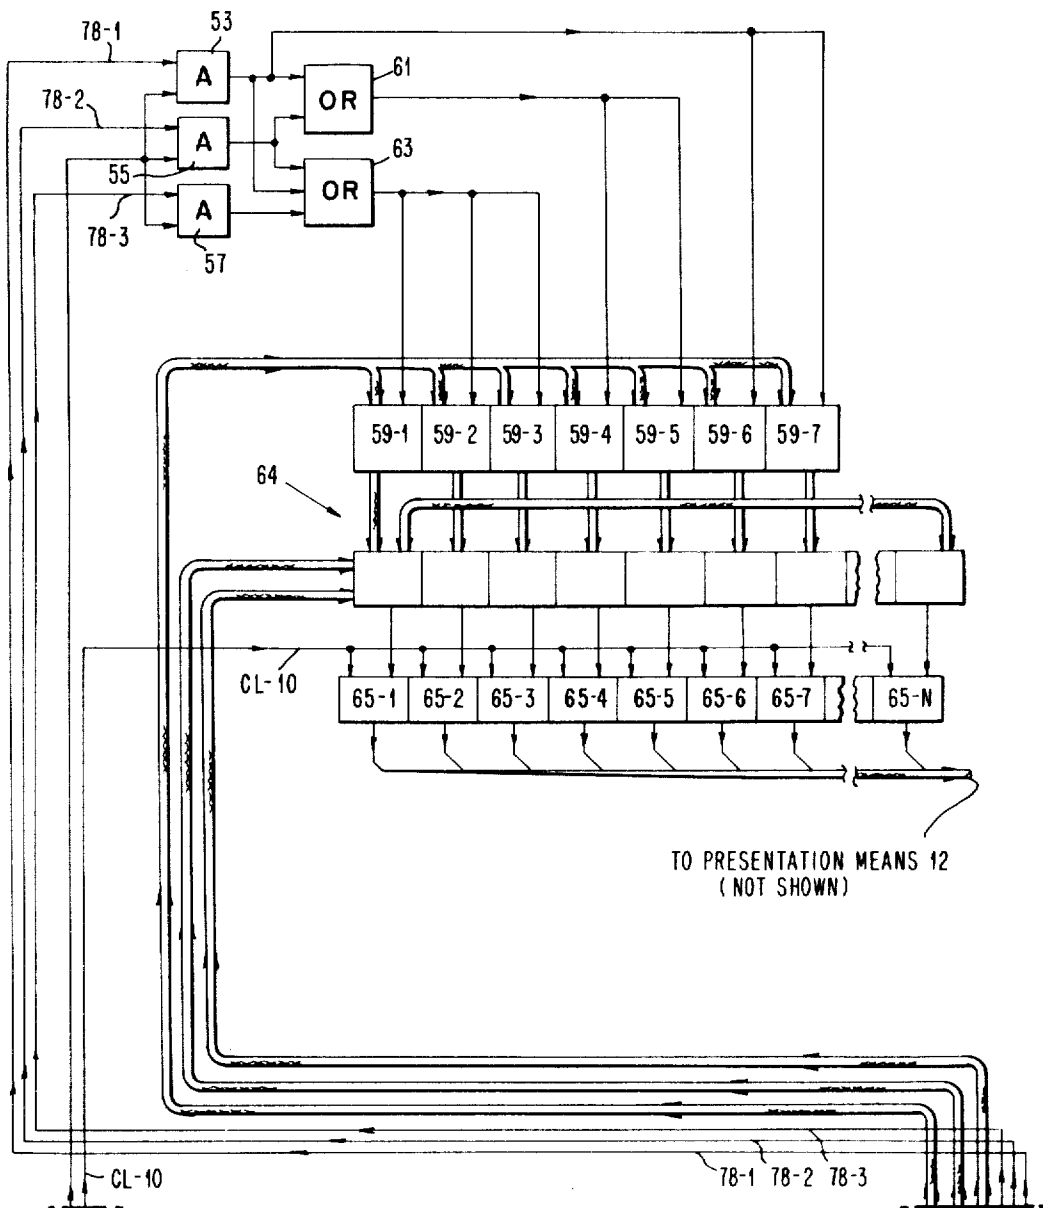 78-1
53
A
61
OR
78-2
A
55
63
OR
78-3
A
57
59-1 59-2 59-3 59-4 59-5 59-6 59-7
64
CL-10
65-1 65-2 65-3 65-4 65-5 65-6 65-7 65-N
TO PRESENTATION MEANS 12
(NOT SHOWN)
CL-10
78-1 78-2 78-3